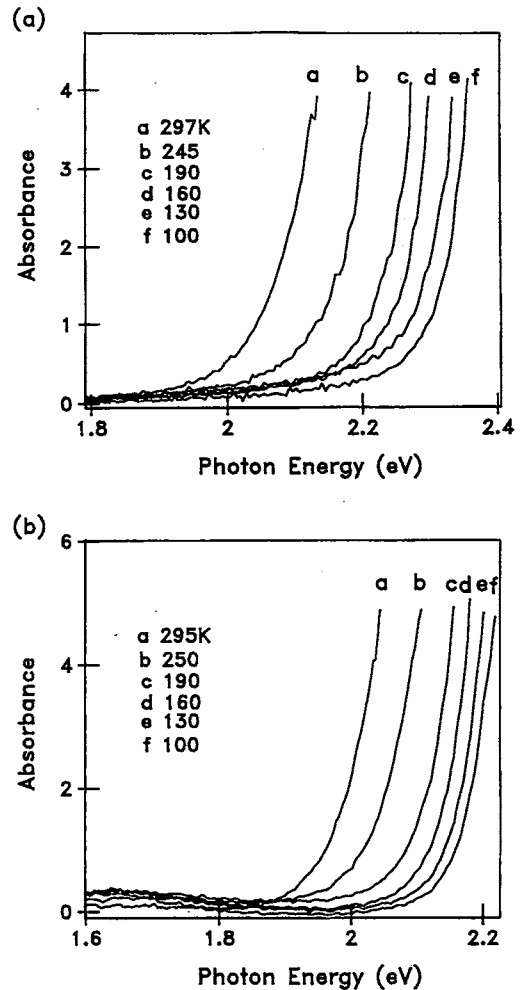 (a)
a b c d e f
4
3
2
1
0
a 297K
b 245
c 190
d 160
e 130
f 100
Absorbance
1.8 2 2.2 2.4
Photon Energy (eV)
(b)
6
4
2
0
a b c d e f
a 295K
b 250
c 190
d 160
e 130
f 100
Absorbance
1.6 1.8 2 2.2
Photon Energy (eV)